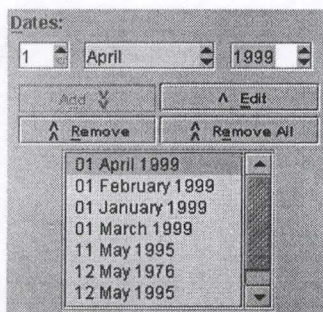 Dates:
1 April 1999
Add Edit
Remove Remove All
01 April 1999
01 February 1999
01 January 1999
01 March 1999
11 May 1995
12 May 1976
12 May 1995